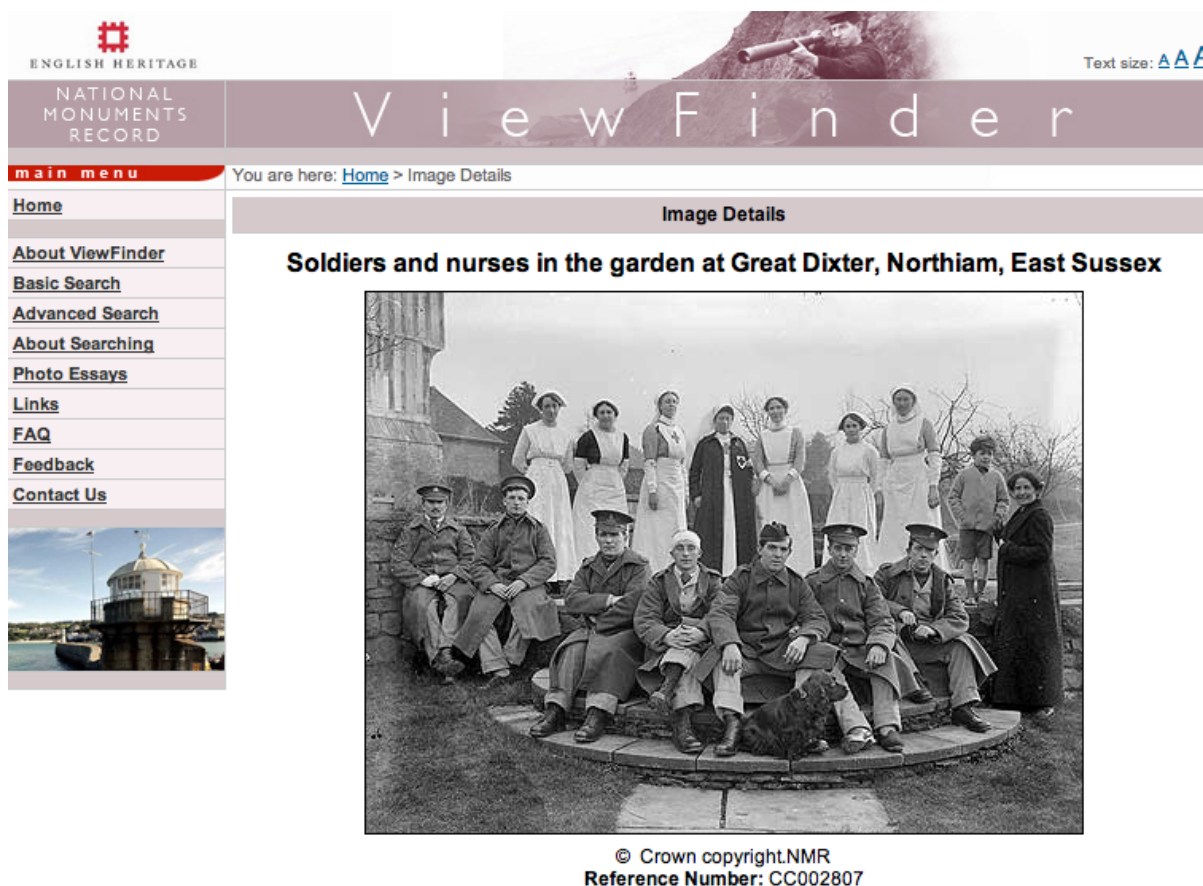 ENGLISH HERITAGE
Text size: A A A
NATIONAL
MONUMENTS
RECORD
ViewFinder
main menu
You are here: Home > Image Details
Home
Image Details
About ViewFinder
Soldiers and nurses in the garden at Great Dixter, Northiam, East Sussex
Basic Search
Advanced Search
About Searching
Photo Essays
Links
FAQ
Feedback
Contact Us
© Crown copyright.NMR
Reference Number: CC002807